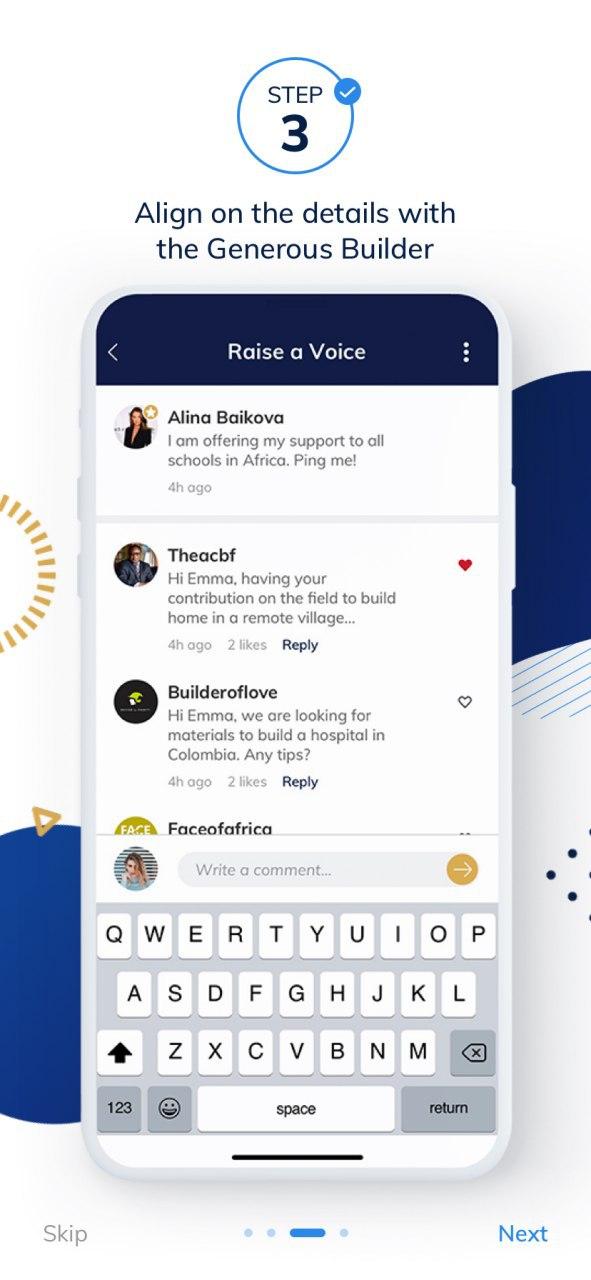 STEP
3
Align on the details with
the Generous Builder
Raise a Voice
Alina Baikova
I am offering my support to all
schools in Africa. Ping me!
4h ago
Theacbf
Hi Emma, having your
contribution on the field to build
home in a remote village...
4h ago 2 likes Reply
Builderoflove
Hi Emma, we are looking for
materials to build a hospital in
Colombia. Any tips?
4h ago 2 likes Reply
FACE
Faceofafrica
Write a comment...
Q W E R T Y U I O P
A S D F G H J K L
Z X C V B N M
123 space return
Skip Next